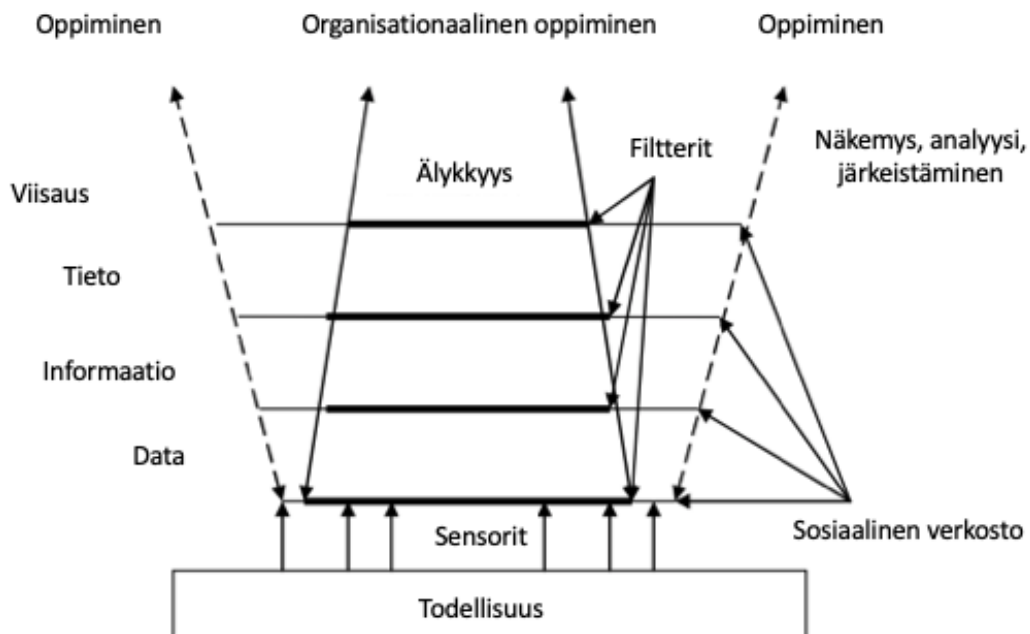 Oppiminen
Organisationaalinen oppiminen
Oppiminen
Filtterit
Näkemys, analyysi,
järkeistäminen
Älykkyys
Viisaus
Tieto
Informaatio
Data
Sensorit
Sosiaalinen verkosto
Todellisuus